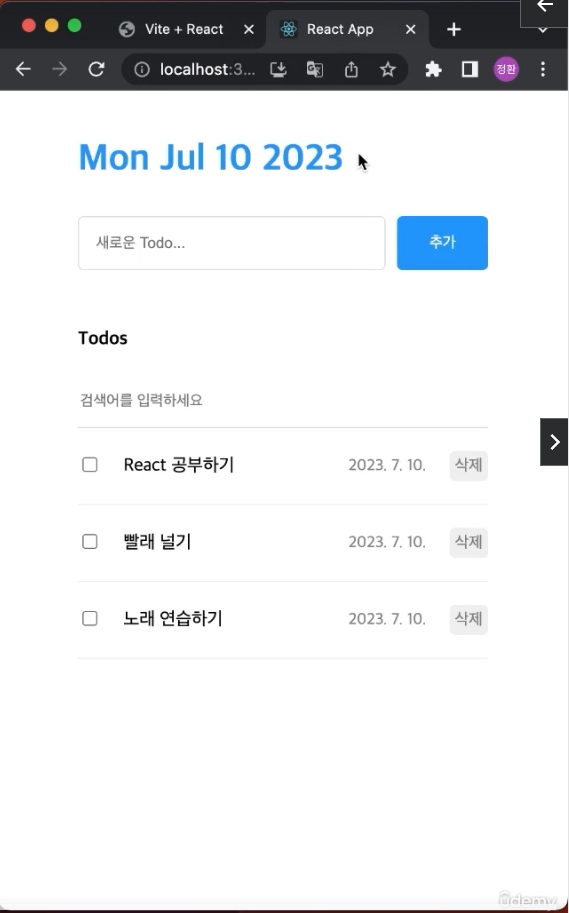 Vite + React
React App
localhost:3...
정환
Mon Jul 10 2023
새로운 Todo...
추가
Todos
검색어를 입력하세요
React 공부하기 2023. 7. 10. 삭제
빨래 널기 2023. 7. 10. 삭제
노래 연습하기 2023. 7. 10. 삭제
ûdemy